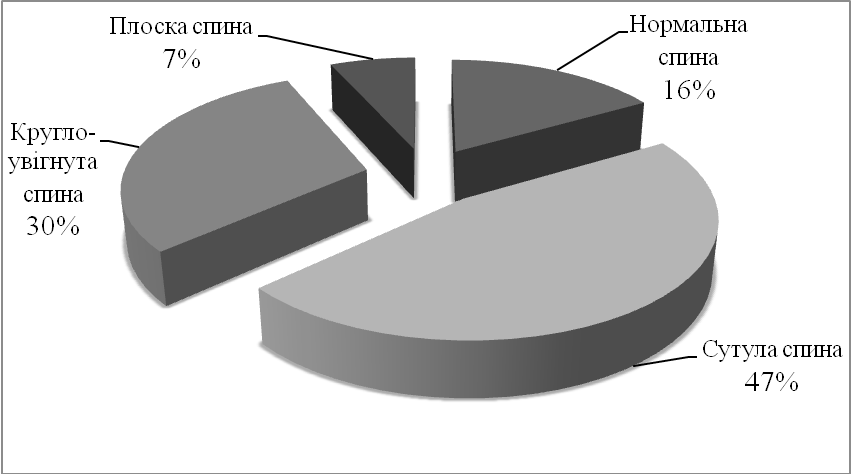 Плоска спина
7%
Нормальна
спина
16%
Кругло-
увігнута
спина
30%
Сутула спина
47%